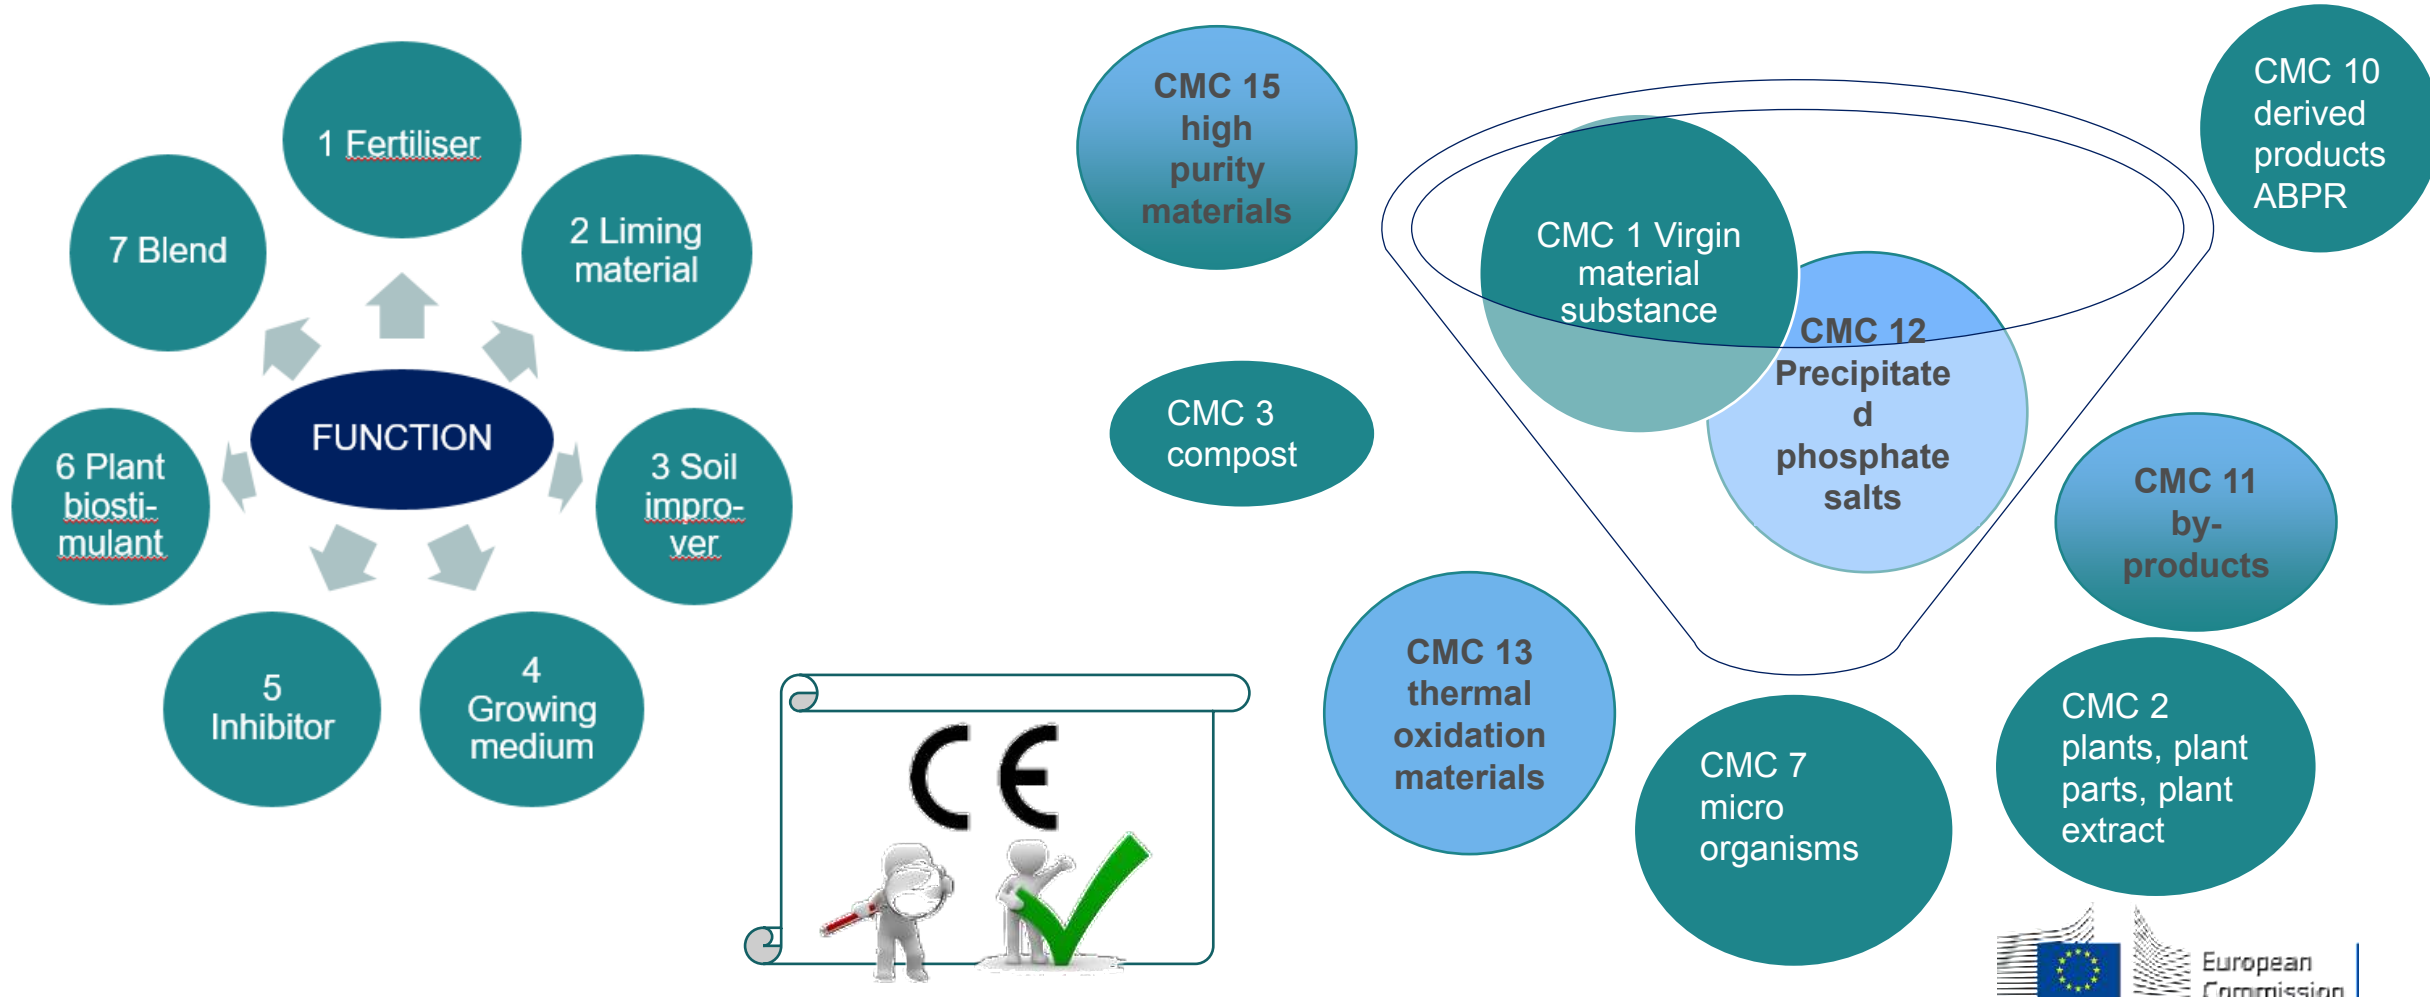 1 Fertiliser
2 Liming
material
3 Soil
impro-
ver
4
Growing
medium
5
Inhibitor
6 Plant
biosti-
mulant
7 Blend
FUNCTION
CE
CMC 15
high
purity
materials
CMC 3
compost
CMC 13
thermal
oxidation
materials
CMC 1 Virgin
material
substance
CMC 12
Precipitate
d
phosphate
salts
CMC 7
micro
organisms
CMC 10
derived
products
ABPR
CMC 11
by-
products
CMC 2
plants, plant
parts, plant
extract
European
Commission